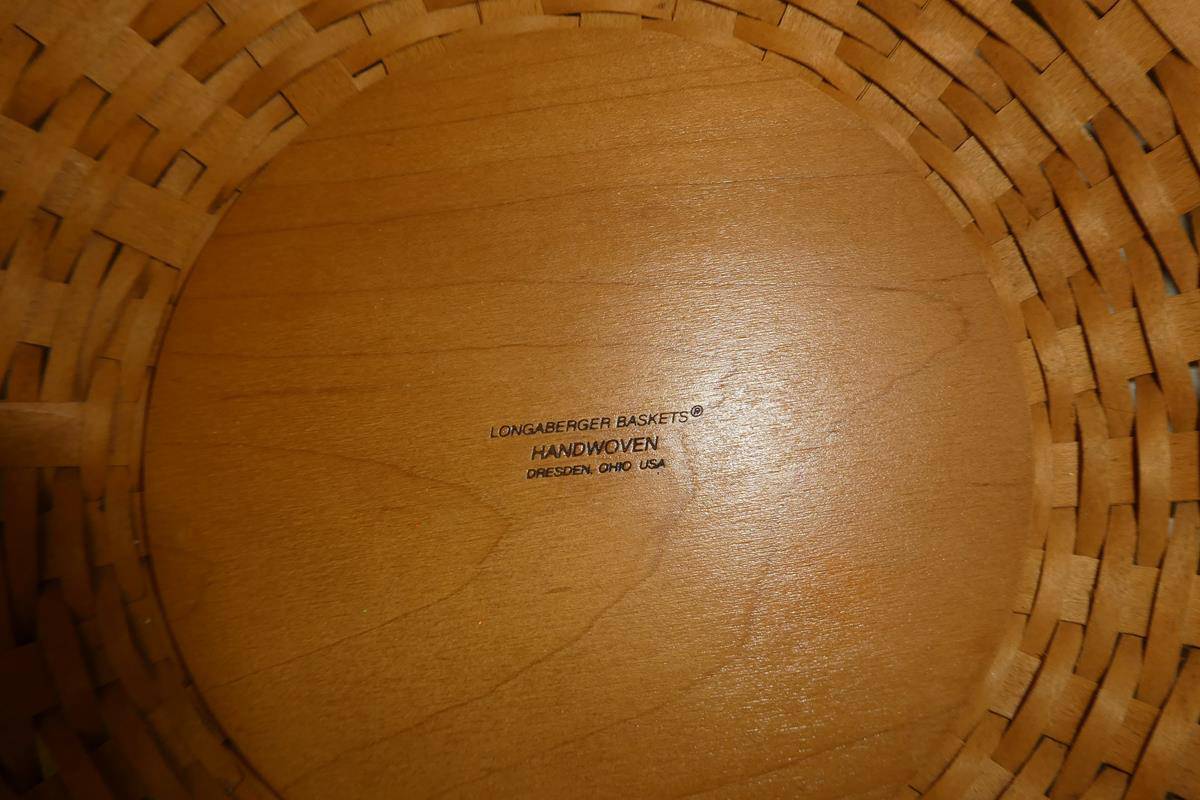 LONGABERGER BASKETS®
HANDWOVEN
DRESDEN, OHIO USA